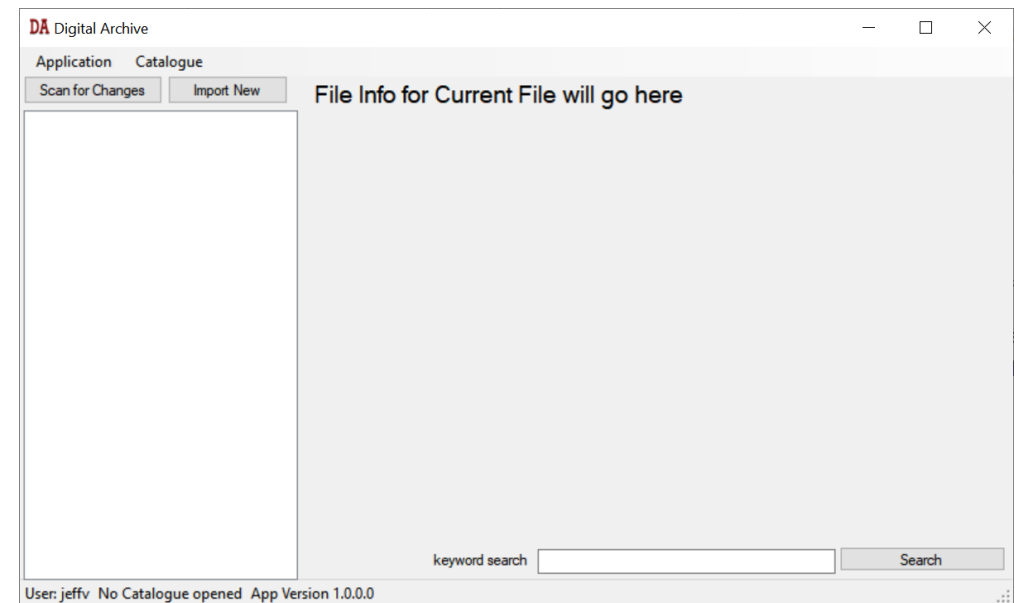 DA Digital Archive
Application Catalogue
Scan for Changes Import New
File Info for Current File will go here
keyword search Search
User: jeffv No Catalogue opened App Version 1.0.0.0